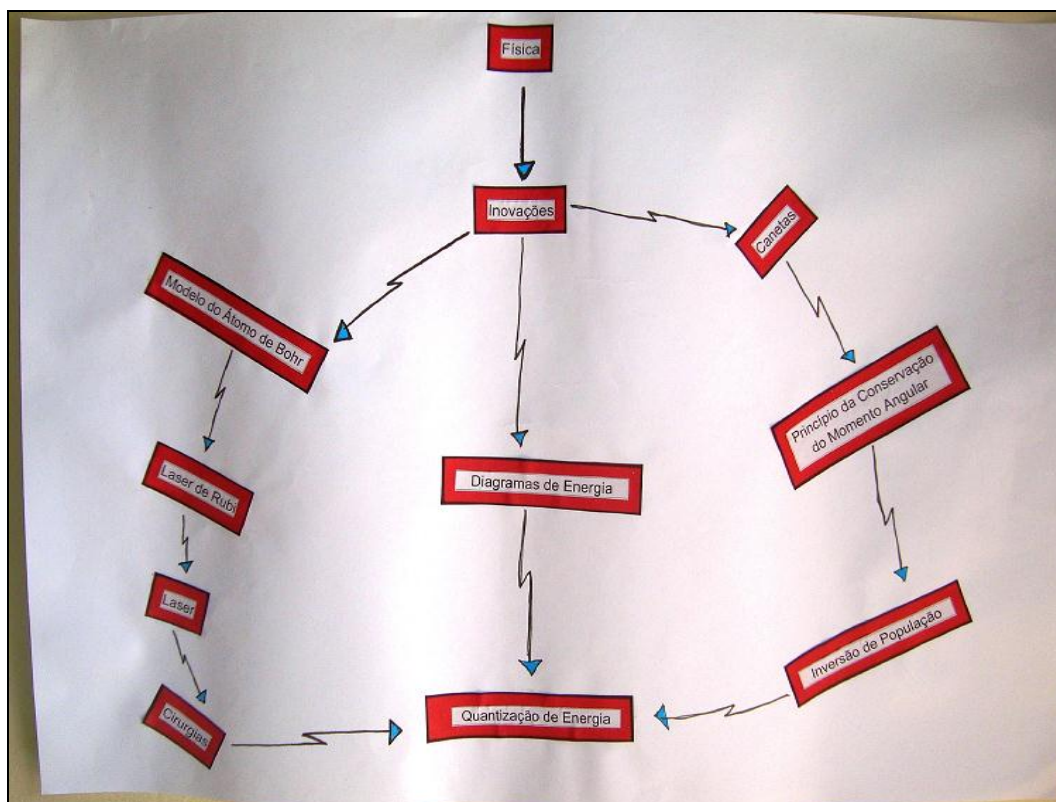 Física
Inovações
Canetas
Modelo do Átomo de Bohr
Princípio da Conservação
do Momento Angular
Laser de Rubi
Diagramas de Energia
Laser
Inversão de População
Cirurgias
Quantização de Energia